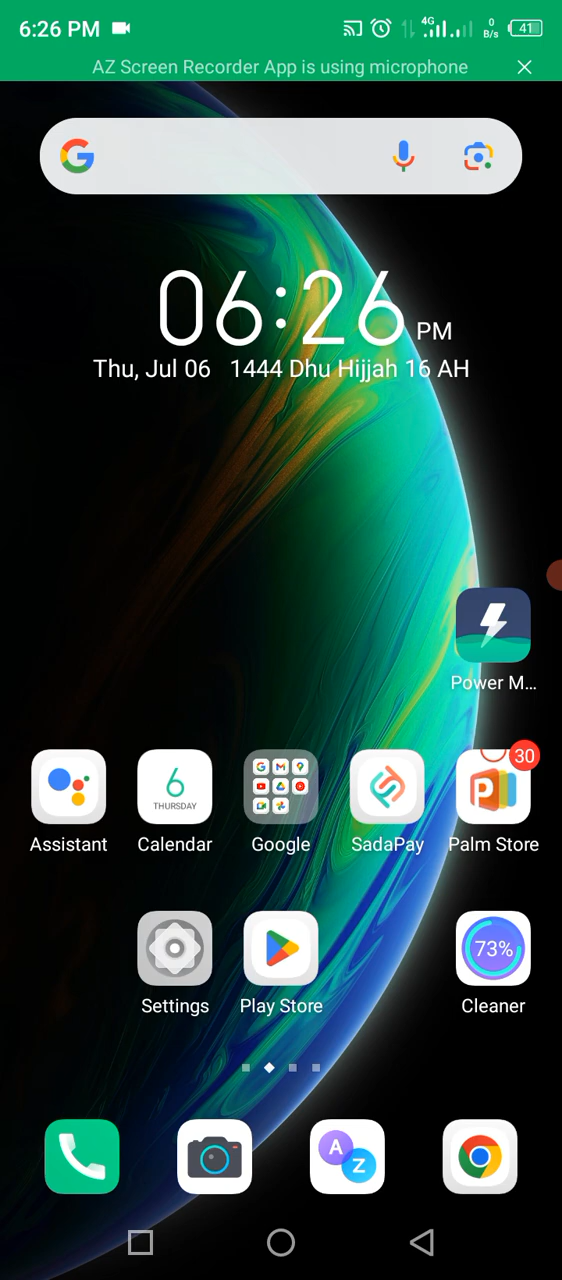 6:26 PM 4G 0 B/s 41
AZ Screen Recorder App is using microphone
06:26 PM
Thu, Jul 06 1444 Dhu Hijjah 16 AH
Power M...
30
6
THURSDAY
Assistant Calendar Google SadaPay Palm Store
73%
Settings Play Store Cleaner
A Z